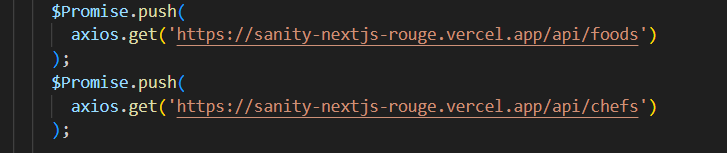 $Promise.push(
axios.get('https://sanity-nextjs-rouge.vercel.app/api/foods')
);
$Promise.push(
axios.get('https://sanity-nextjs-rouge.vercel.app/api/chefs')
);